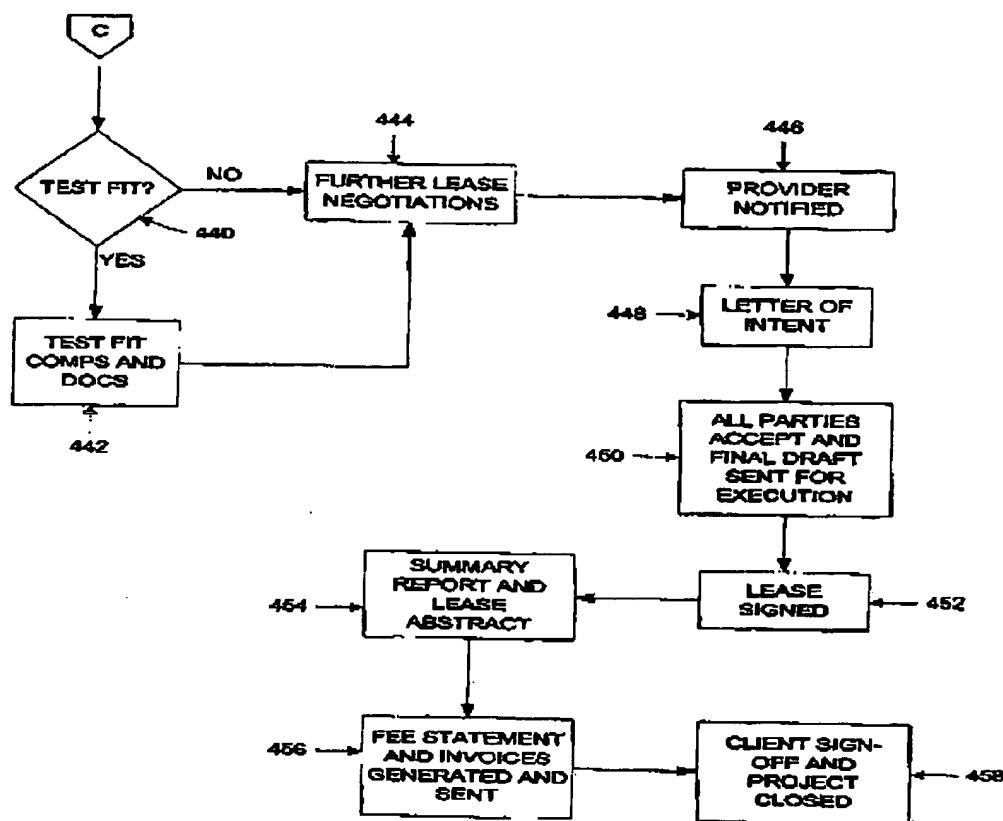 C
TEST FIT?
NO
440
YES
TEST FIT
COMPS AND
DOCS
442
444
FURTHER LEASE
NEGOTIATIONS
446
PROVIDER
NOTIFIED
448
LETTER OF
INTENT
450
ALL PARTIES
ACCEPT AND
FINAL DRAFT
SENT FOR
EXECUTION
LEASE
SIGNED
452
454
SUMMARY
REPORT AND
LEASE
ABSTRACT
456
FEE STATEMENT
AND INVOICES
GENERATED AND
SENT
CLIENT SIGN-
OFF AND
PROJECT
CLOSED
458